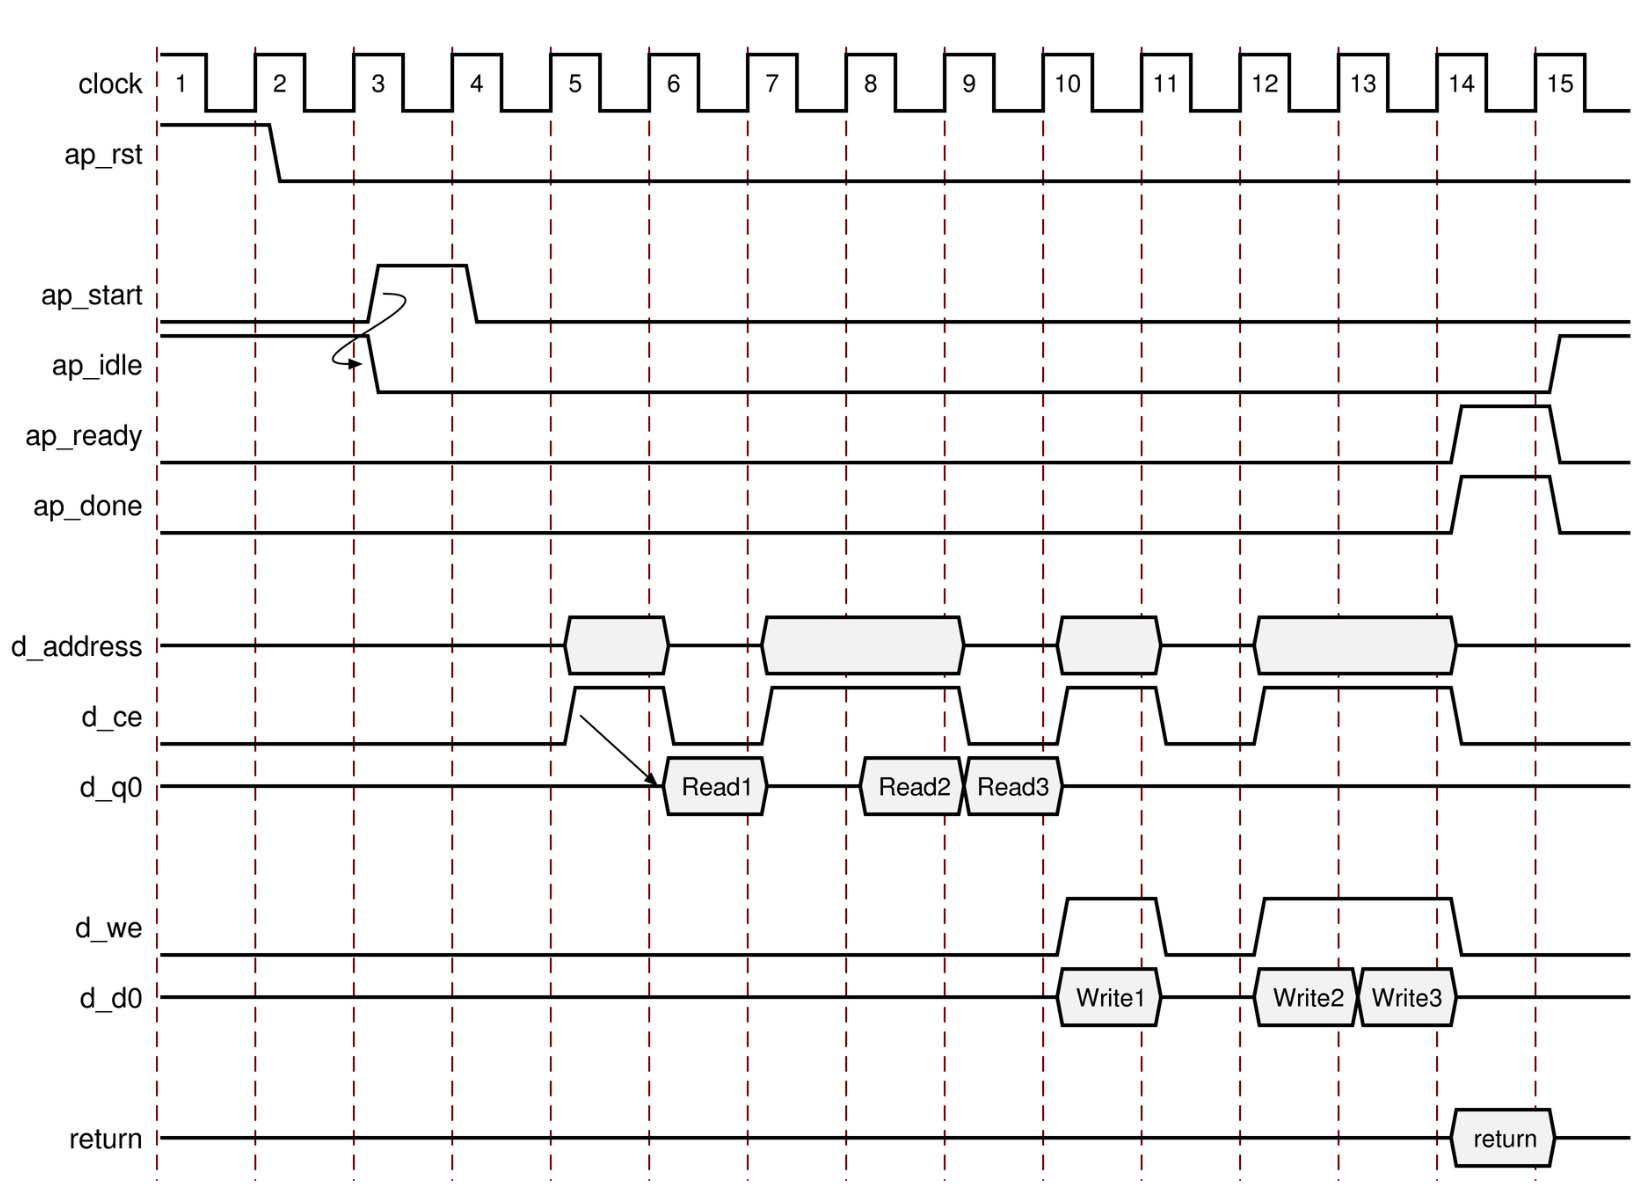 clock 1 2 3 4 5 6 7 8 9 10 11 12 13 14 15
ap_rst
ap_start
ap_idle
ap_ready
ap_done
d_address
d_ce
d_q0 Read1 Read2 Read3
d_we
d_d0 Write1 Write2 Write3
return return